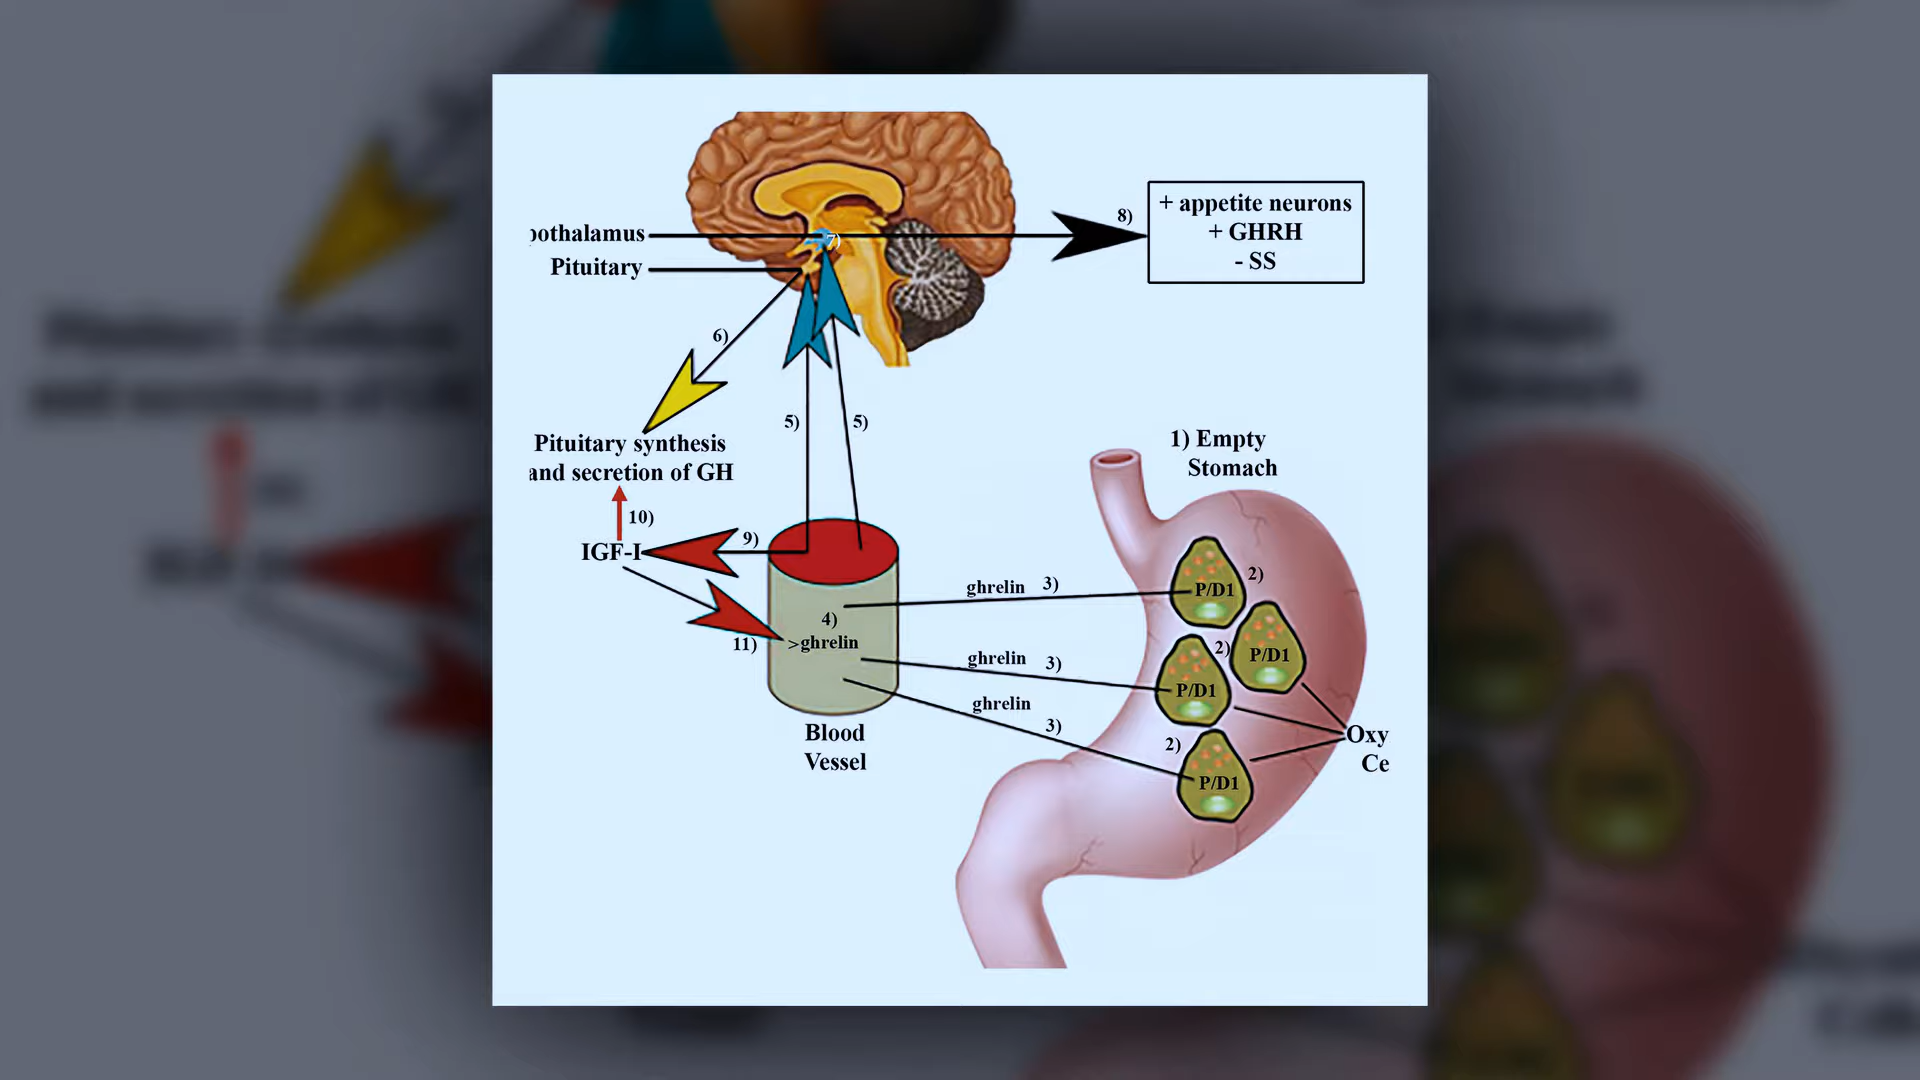 + appetite neurons
+ GHRH
- SS
8)
7)
pothalamus
Pituitary
6)
5)
5)
Pituitary synthesis
and secretion of GH
10)
IGF-I
9)
11)
4)
>ghrelin
Blood
Vessel
ghrelin 3)
ghrelin 3)
ghrelin
3)
1) Empty
Stomach
P/D1
2)
P/D1
2)
P/D1
2)
P/D1
Oxy
Ce